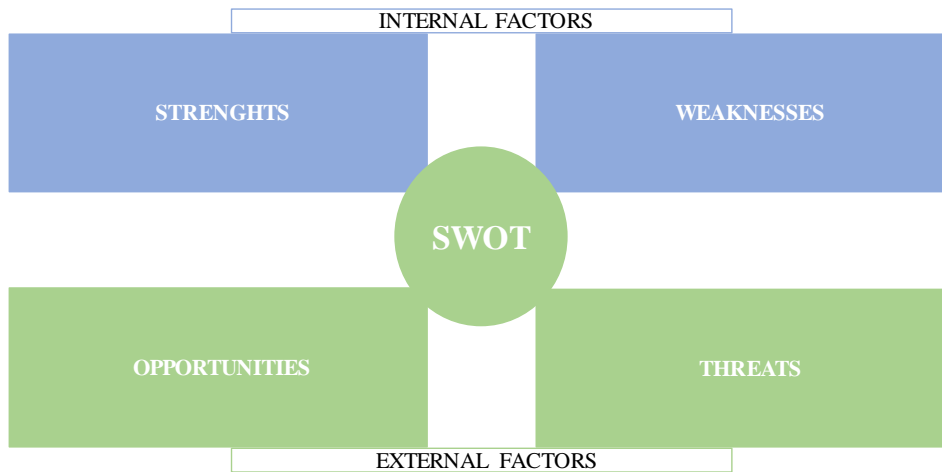 INTERNAL FACTORS
STRENGHTS
WEAKNESSES
SWOT
OPPORTUNITIES
THREATS
EXTERNAL FACTORS